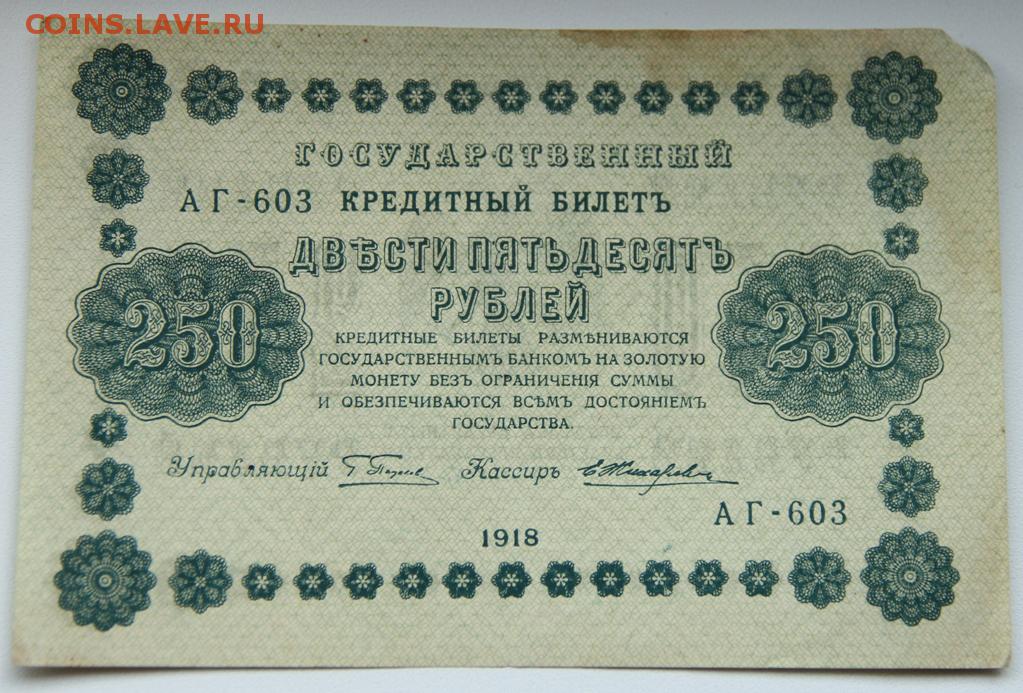 COINS.LAVE.RU
ГОСУДАРСТВЕННЫЙ
АГ-603 КРЕДИТНЫЙ БИЛЕТЪ
ДВѢСТИ ПЯТЬДЕСЯТЪ
РУБЛЕЙ
250 250
КРЕДИТНЫЕ БИЛЕТЫ РАЗМѢНИВАЮТСЯ
ГОСУДАРСТВЕННЫМЪ БАНКОМЪ НА ЗОЛОТУЮ
МОНЕТУ БЕЗЪ ОГРАНИЧЕНІЯ СУММЫ
И ОБЕЗПЕЧИВАЮТСЯ ВСѢМЪ ДОСТОЯНІЕМЪ
ГОСУДАРСТВА.
Управляющій Кассиръ
АГ-603
1918